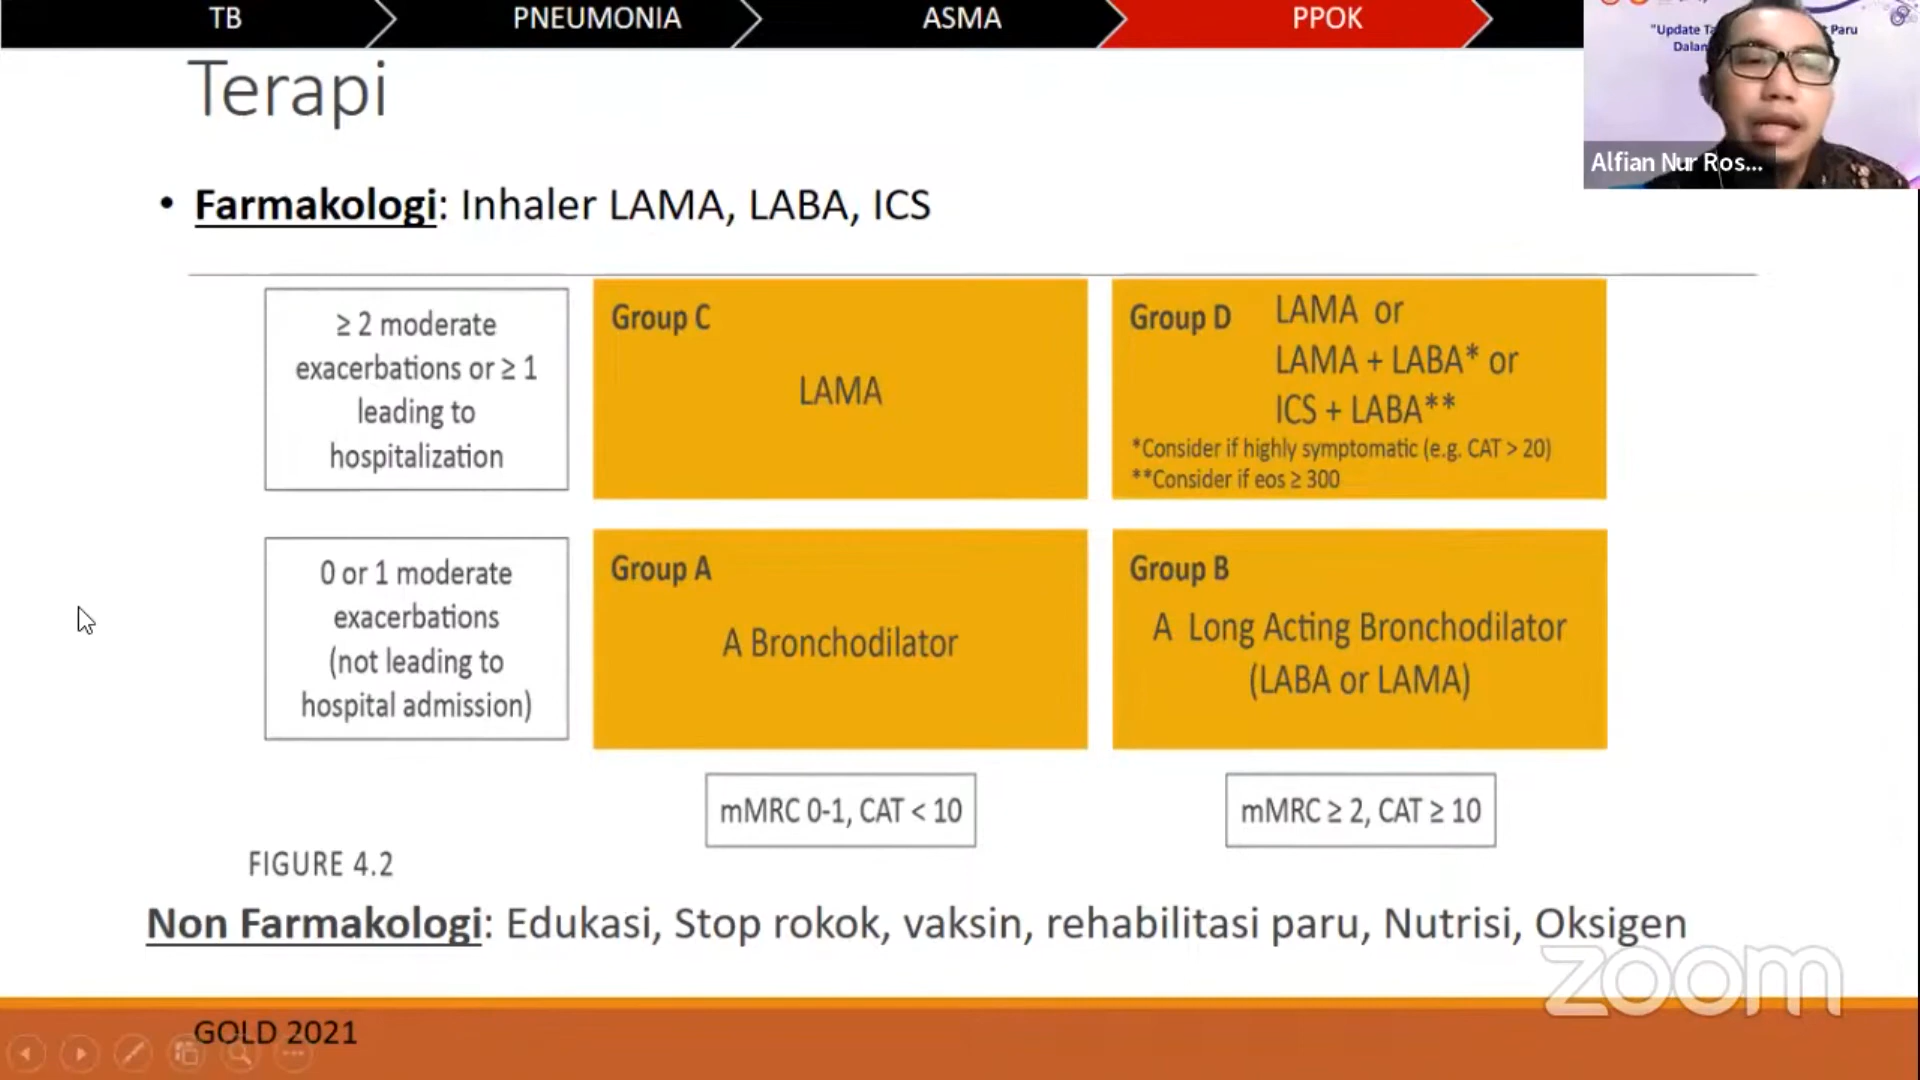 TB
PNEUMONIA
ASMA
PPOK
"Update Ta
Paru
Dalam
Alfian Nur Ros...
Terapi
• Farmakologi: Inhaler LAMA, LABA, ICS
≥ 2 moderate
exacerbations or ≥ 1
leading to
hospitalization
Group C
LAMA
Group D
LAMA or
LAMA + LABA* or
ICS + LABA**
*Consider if highly symptomatic (e.g. CAT > 20)
**Consider if eos ≥ 300
0 or 1 moderate
exacerbations
(not leading to
hospital admission)
Group A
A Bronchodilator
Group B
A Long Acting Bronchodilator
(LABA or LAMA)
mMRC 0-1, CAT < 10
mMRC ≥ 2, CAT ≥ 10
FIGURE 4.2
Non Farmakologi: Edukasi, Stop rokok, vaksin, rehabilitasi paru, Nutrisi, Oksigen
zoom
GOLD 2021